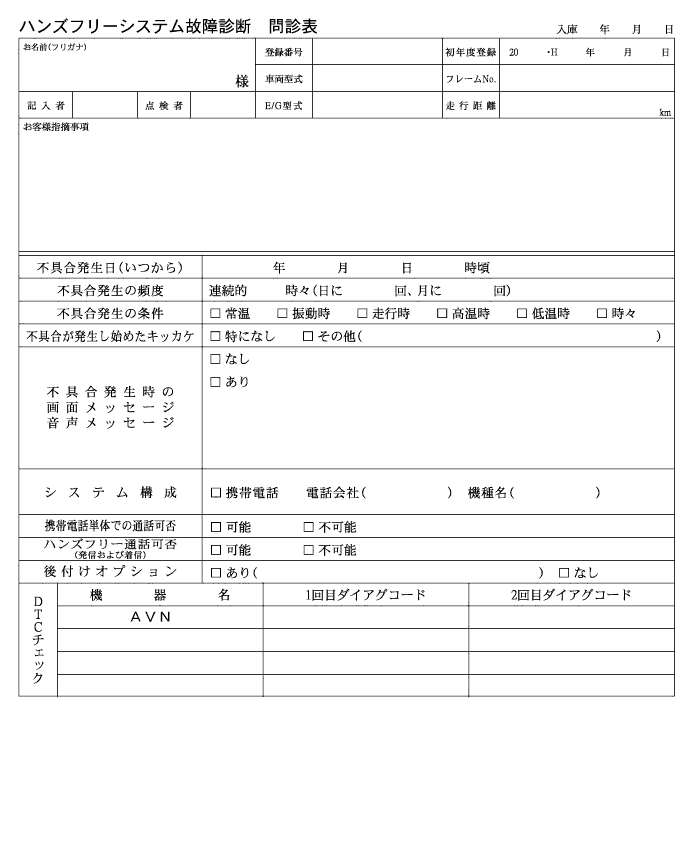 ハンズフリーシステム故障診断　問診表
入庫　年　月　日
お名前(フリガナ)
様
登録番号
初年度登録　20　・H　年　月　日
車両型式
フレームNo.
記入者
点検者
E/G型式
走行距離　km
お客様指摘事項
不具合発生日(いつから)　年　月　日　時頃
不具合発生の頻度　連続的　時々(日に　回、月に　回)
不具合発生の条件　□ 常温　□ 振動時　□ 走行時　□ 高温時　□ 低温時　□ 時々
不具合が発生し始めたキッカケ　□ 特になし　□ その他(　)
□ なし
□ あり
不具合発生時の
画面メッセージ
音声メッセージ
システム構成　□ 携帯電話　電話会社(　)　機種名(　)
携帯電話単体での通話可否　□ 可能　□ 不可能
ハンズフリー通話可否　□ 可能　□ 不可能
(発信および着信)
後付けオプション　□ あり(　)　□ なし
DTCチェック
機器名　1回目ダイアグコード　2回目ダイアグコード
AVN